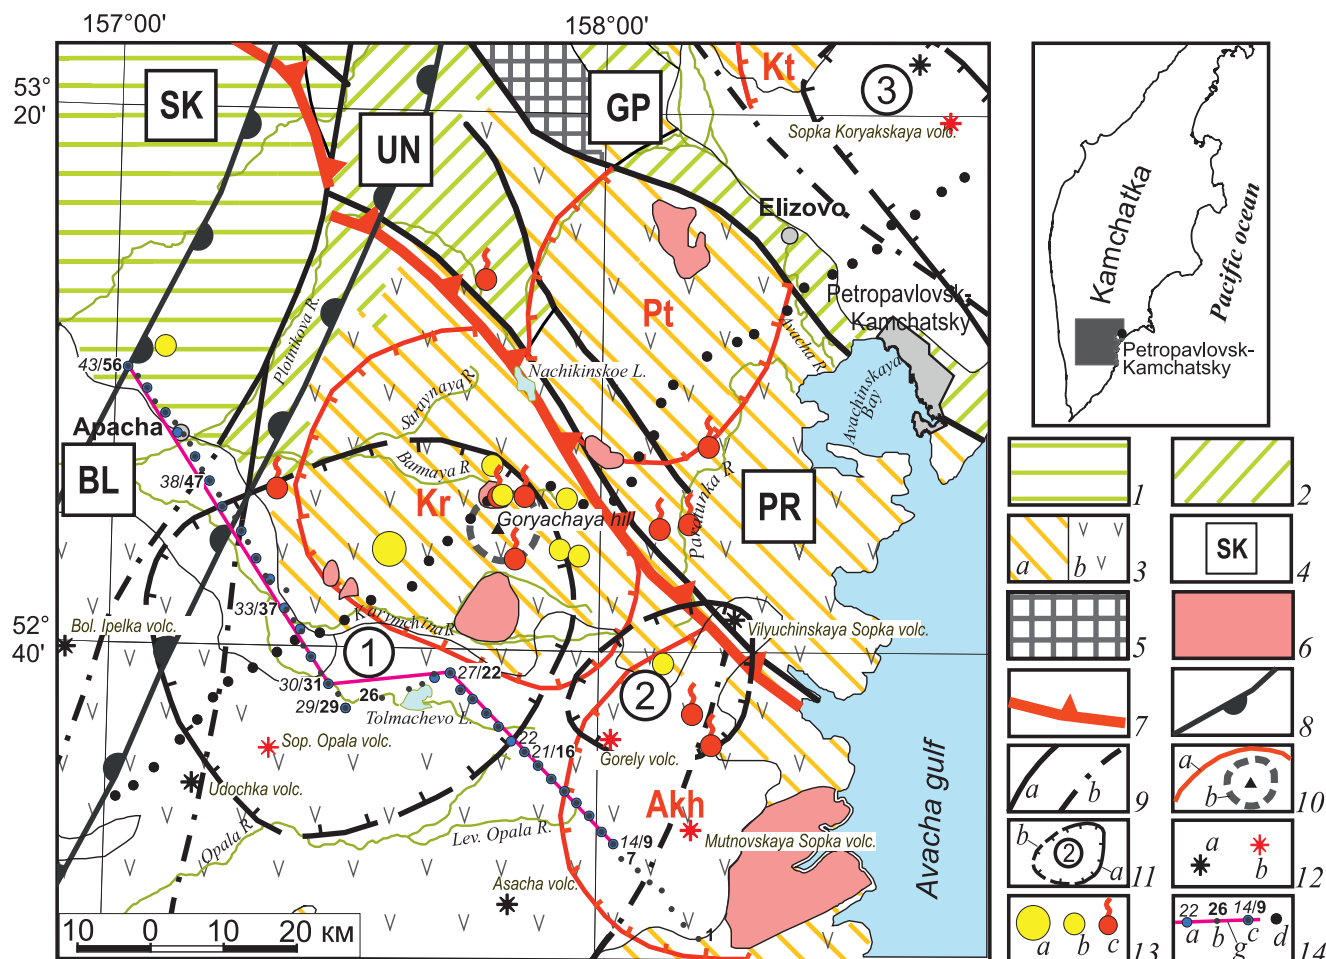 157°00'
158°00'
53°
20'
52°
40'
SK
UN
GP
Kt
3
Sopka Koryakskaya volc.
Elizovo
Petropavlovsk-
Kamchatsky
Plotnikova R.
Pt
Avacha R.
Nachikinskoe L.
Avachinskaya
Bay
43/56
Saraynaya R.
Apacha
Bannaya R
BL
38/47
Kr
Goryachaya hill
Paratunka R
PR
33/37
Karymchina R
Bol. Ipelka volc.
1
Vilyuchinskaya Sopka volc.
30/31
27/22
26
29/29
Tolmachevo L.
2
22
Sop. Opala volc.
21/16
Gorely volc.
Udochka volc.
Akh
Opala R.
Lev. Opala R.
14/9
Mutnovskaya Sopka volc.
7
Asacha volc.
1
Avacha gulf
10 0 10 20 км
Kamchatka
Pacific ocean
Petropavlovsk-
Kamchatsky
1
2
a b 3
SK 4
5
6
7
8
a b 9
a b 10
b 2 a 11
a b 12
a b c 13
22 26 14/9
a b c d
g 14